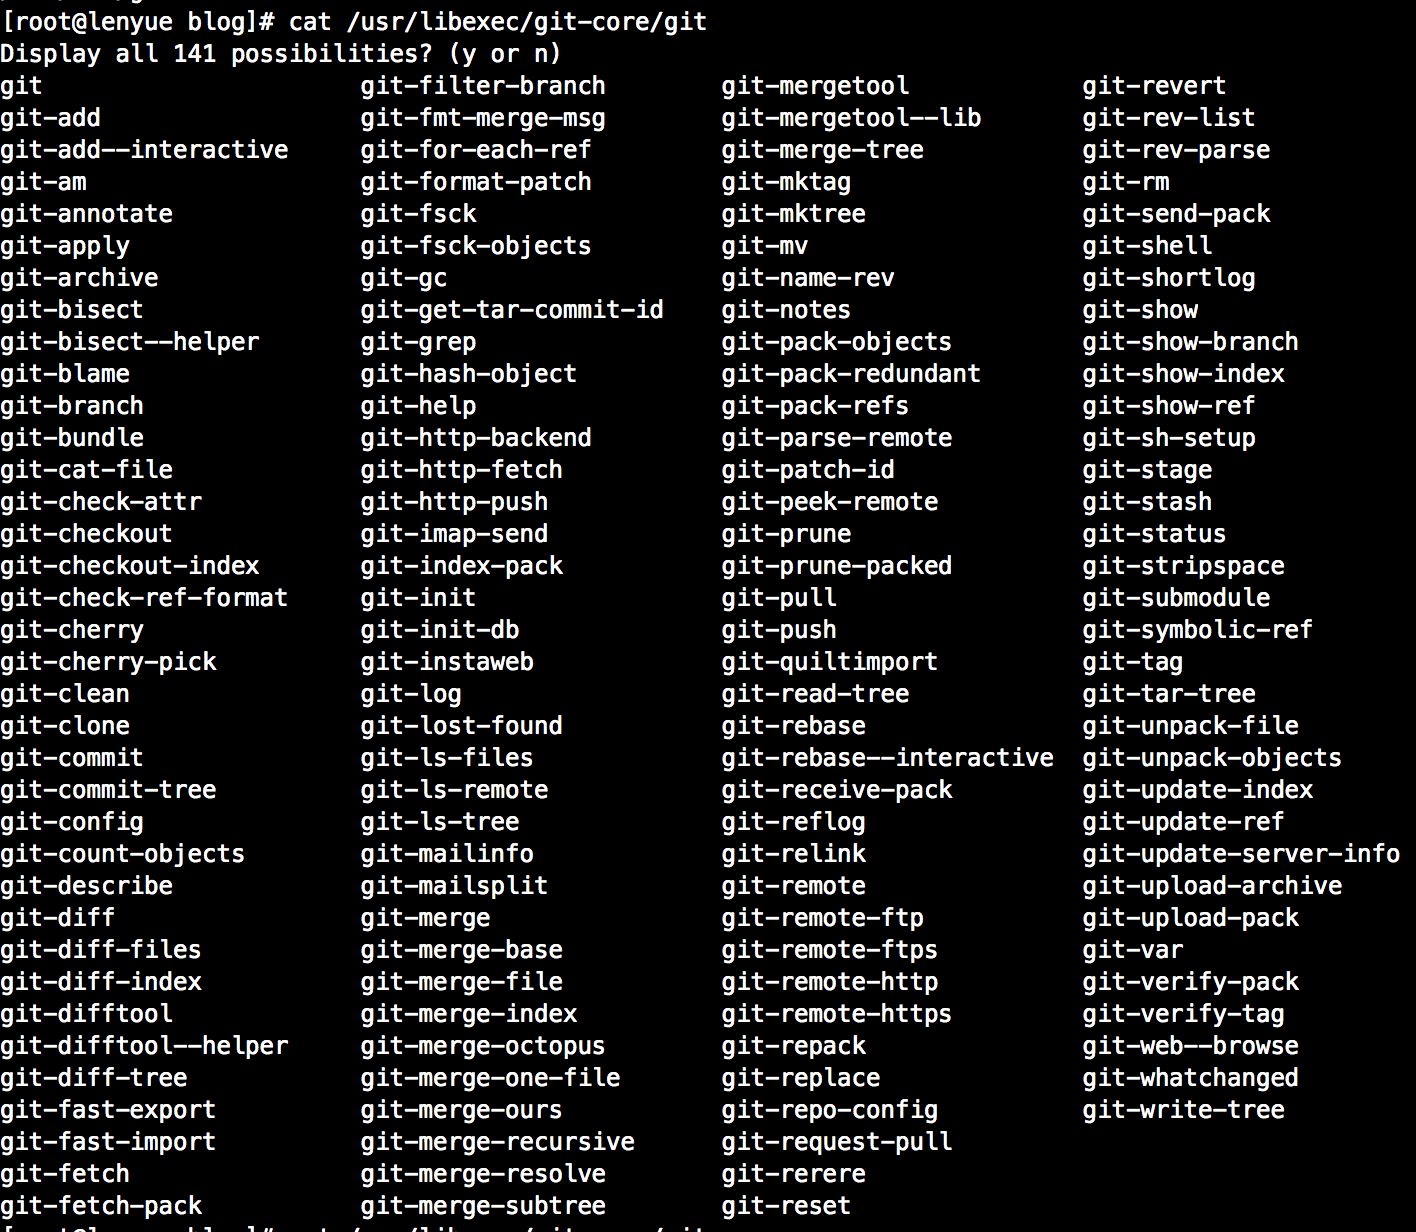 [root@lenyue blog]# cat /usr/libexec/git-core/git
Display all 141 possibilities? (y or n)
git git-filter-branch git-mergetool git-revert
git-add git-fmt-merge-msg git-mergetool--lib git-rev-list
git-add--interactive git-for-each-ref git-merge-tree git-rev-parse
git-am git-format-patch git-mktag git-rm
git-annotate git-fsck git-mktree git-send-pack
git-apply git-fsck-objects git-mv git-shell
git-archive git-gc git-name-rev git-shortlog
git-bisect git-get-tar-commit-id git-notes git-show
git-bisect--helper git-grep git-pack-objects git-show-branch
git-blame git-hash-object git-pack-redundant git-show-index
git-branch git-help git-pack-refs git-show-ref
git-bundle git-http-backend git-parse-remote git-sh-setup
git-cat-file git-http-fetch git-patch-id git-stage
git-check-attr git-http-push git-peek-remote git-stash
git-checkout git-imap-send git-prune git-status
git-checkout-index git-index-pack git-prune-packed git-stripspace
git-check-ref-format git-init git-pull git-submodule
git-cherry git-init-db git-push git-symbolic-ref
git-cherry-pick git-instaweb git-quiltimport git-tag
git-clean git-log git-read-tree git-tar-tree
git-clone git-lost-found git-rebase git-unpack-file
git-commit git-ls-files git-rebase--interactive git-unpack-objects
git-commit-tree git-ls-remote git-receive-pack git-update-index
git-config git-ls-tree git-reflog git-update-ref
git-count-objects git-mailinfo git-relink git-update-server-info
git-describe git-mailsplit git-remote git-upload-archive
git-diff git-merge git-remote-ftp git-upload-pack
git-diff-files git-merge-base git-remote-ftps git-var
git-diff-index git-merge-file git-remote-http git-verify-pack
git-difftool git-merge-index git-remote-https git-verify-tag
git-difftool--helper git-merge-octopus git-repack git-web--browse
git-diff-tree git-merge-one-file git-replace git-whatchanged
git-fast-export git-merge-ours git-repo-config git-write-tree
git-fast-import git-merge-recursive git-request-pull
git-fetch git-merge-resolve git-rerere
git-fetch-pack git-merge-subtree git-reset